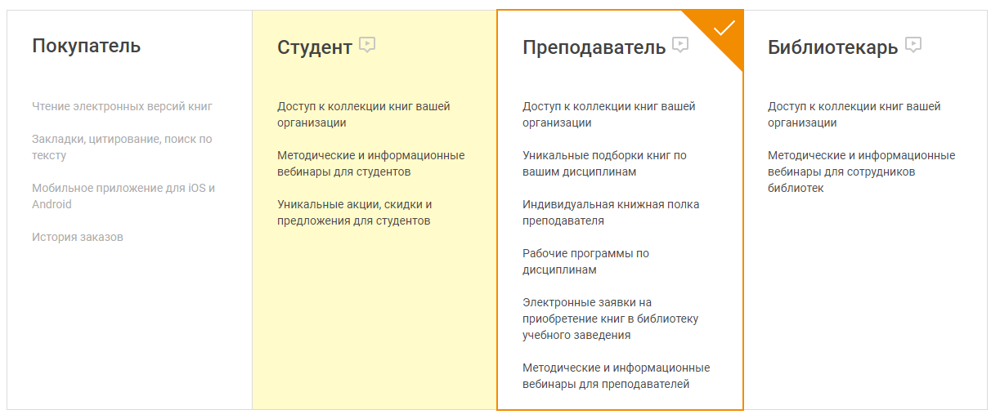 Покупатель
Чтение электронных версий книг
Закладки, цитирование, поиск по
тексту
Мобильное приложение для iOS и
Android
История заказов
Студент
Доступ к коллекции книг вашей
организации
Методические и информационные
вебинары для студентов
Уникальные акции, скидки и
предложения для студентов
Преподаватель
Доступ к коллекции книг вашей
организации
Уникальные подборки книг по
вашим дисциплинам
Индивидуальная книжная полка
преподавателя
Рабочие программы по
дисциплинам
Электронные заявки на
приобретение книг в библиотеку
учебного заведения
Методические и информационные
вебинары для преподавателей
Библиотекарь
Доступ к коллекции книг вашей
организации
Методические и информационные
вебинары для сотрудников
библиотек